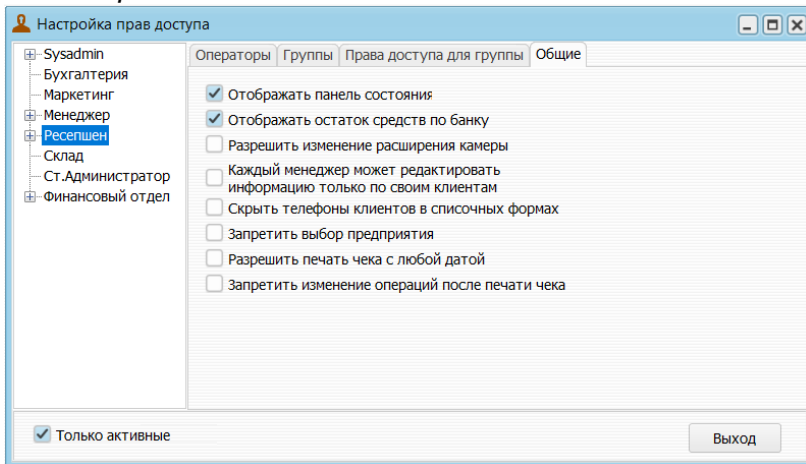 Настройка прав доступа
Sysadmin
Бухгалтерия
Маркетинг
Менеджер
Ресепшен
Склад
Ст.Администратор
Финансовый отдел
Операторы Группы Права доступа для группы Общие
Отображать панель состояния
Отображать остаток средств по банку
Разрешить изменение расширения камеры
Каждый менеджер может редактировать
информацию только по своим клиентам
Скрыть телефоны клиентов в списочных формах
Запретить выбор предприятия
Разрешить печать чека с любой датой
Запретить изменение операций после печати чека
Только активные
Выход